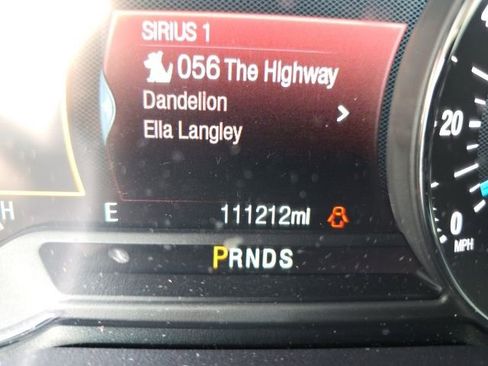 SIRIUS 1
056 The Highway
Dandelion
Ella Langley
20
H
E
111212mi
0
PRNDS
MPH